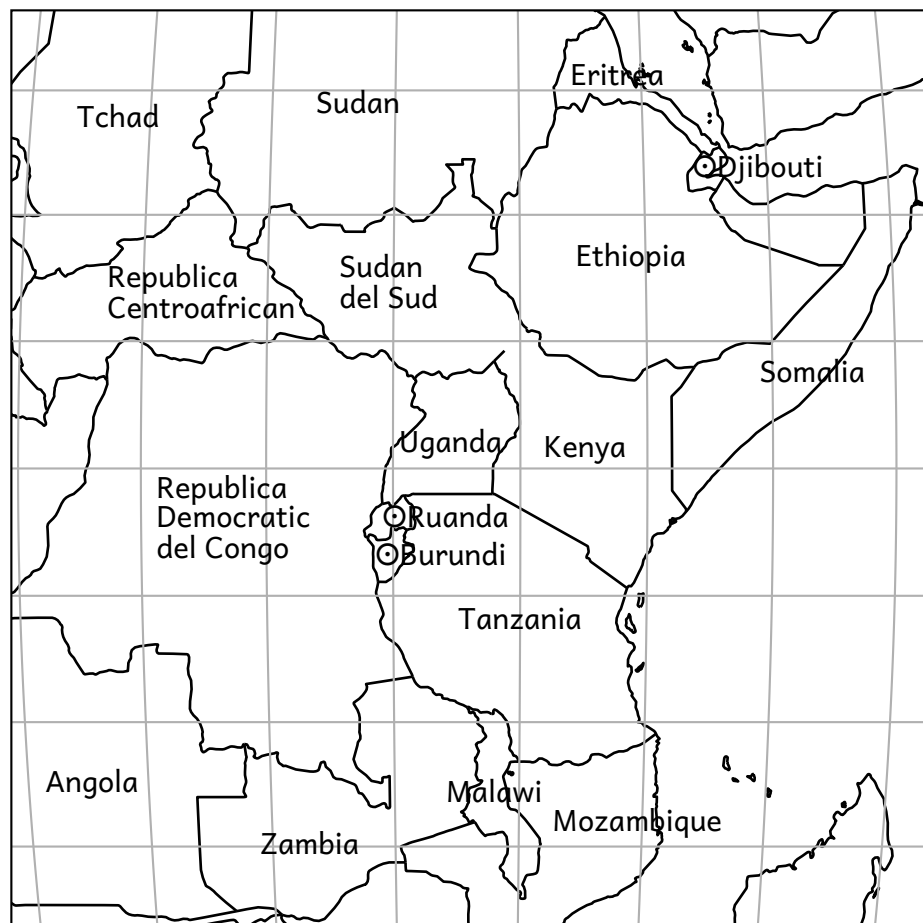 Eritrea
Sudan
Tchad
Djibouti
Ethiopia
Sudan
del Sud
Republica
Centroafrican
Somalia
Uganda
Kenya
Republica
Democratic
del Congo
Ruanda
Burundi
Tanzania
Angola
Malawi
Mozambique
Zambia